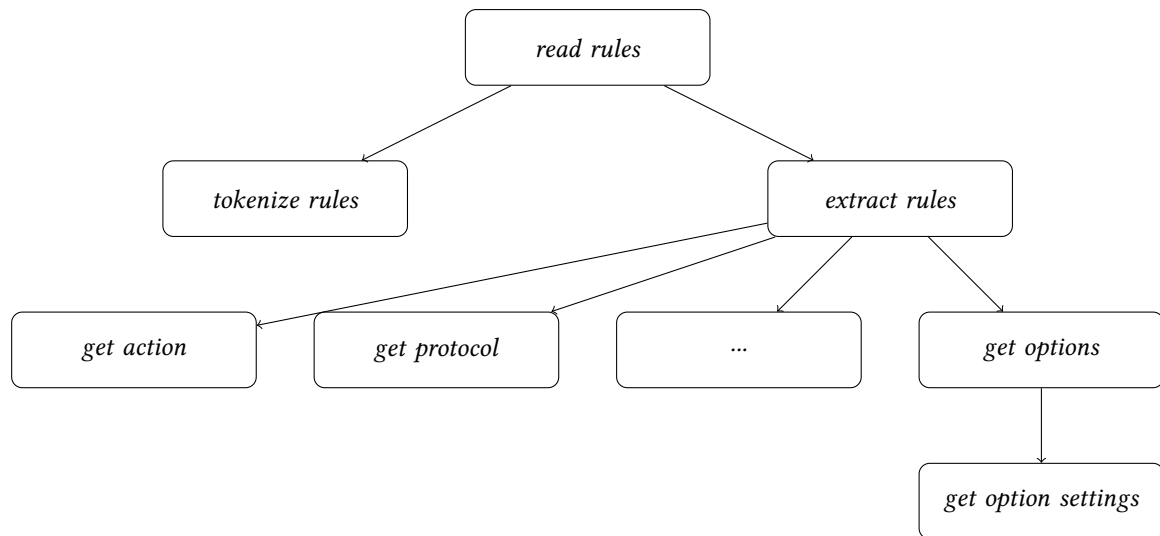 read rules
tokenize rules
extract rules
get action
get protocol
...
get options
get option settings